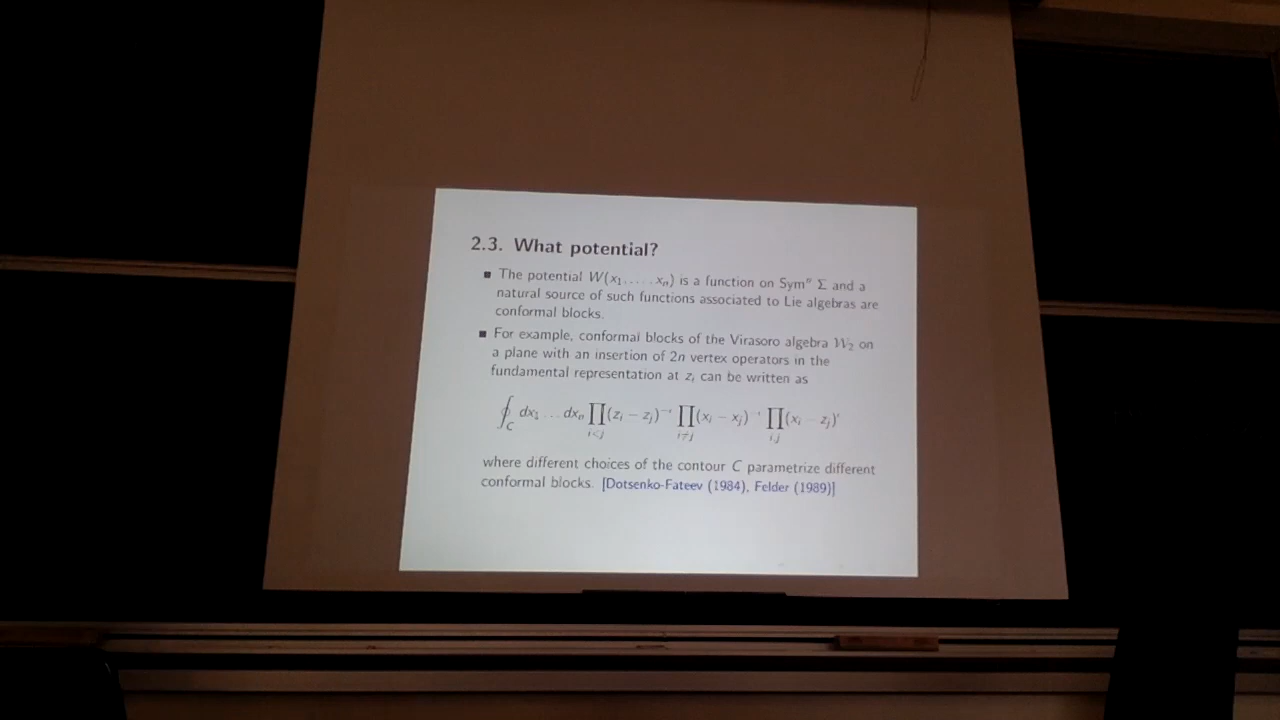 2.3. What potential?
▪ The potential W(x₁, ..., xₙ) is a function on Symⁿ Σ and a
natural source of such functions associated to Lie algebras are
conformal blocks.
▪ For example, conformal blocks of the Virasoro algebra 𝒲₂ on
a plane with an insertion of 2n vertex operators in the
fundamental representation at zᵢ can be written as
∮_C dx₁ ... dxₙ ∏_{i<j} (zᵢ − zⱼ) ∏_{i≠j} (xᵢ − xⱼ) ∏_{i,j} (xᵢ − zⱼ)
where different choices of the contour C parametrize different
conformal blocks. [Dotsenko-Fateev (1984), Felder (1989)]